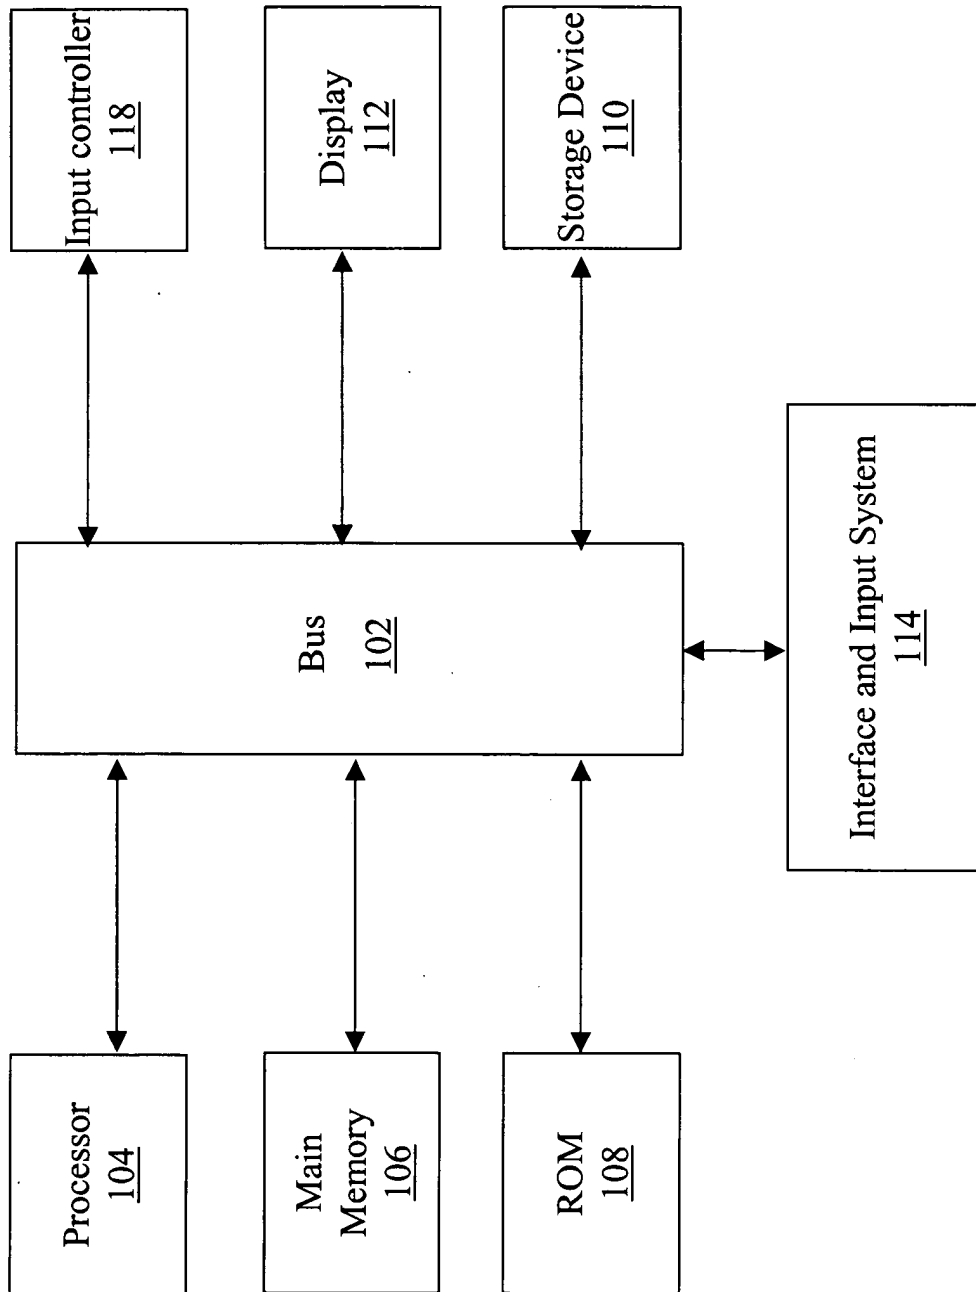 Processor
104
Input controller
118
Main
Memory
106
Bus
102
Display
112
ROM
108
Storage Device
110
Interface and Input System
114